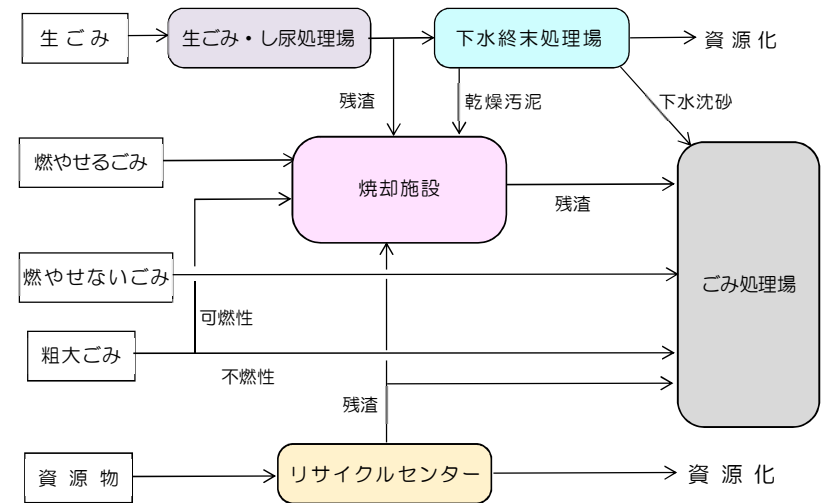 生ごみ
生ごみ・し尿処理場
下水終末処理場
資源化
残渣
乾燥汚泥
下水沈砂
燃やせるごみ
焼却施設
残渣
燃やせないごみ
ごみ処理場
可燃性
粗大ごみ
不燃性
残渣
資源物
リサイクルセンター
資源化